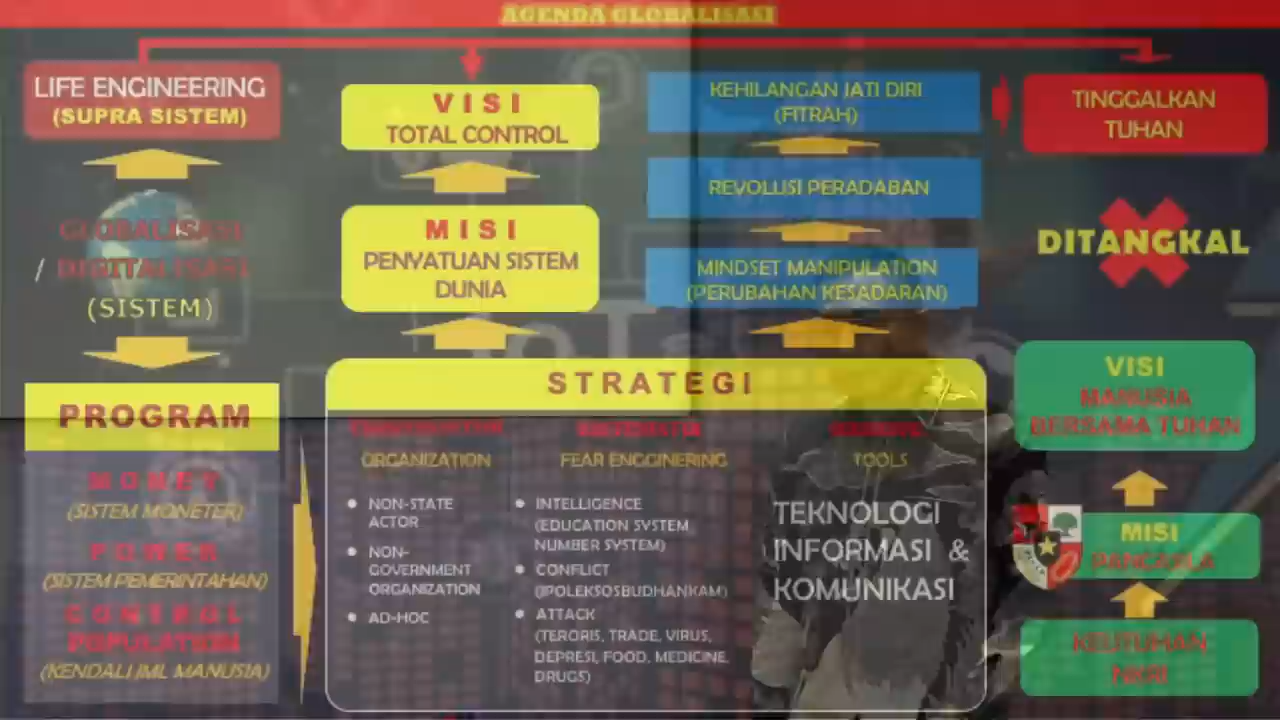 AGENDA GLOBALISASI
LIFE ENGINEERING
(SUPRA SISTEM)
GLOBALISASI
/ DIGITALISASI
(SISTEM)
PROGRAM
MONEY
(SISTEM MONETER)
POWER
(SISTEM PEMERINTAHAN)
CONTROL
POPULATION
(KENDALI JML MANUSIA)
VISI
TOTAL CONTROL
MISI
PENYATUAN SISTEM
DUNIA
KEHILANGAN JATI DIRI
(FITRAH)
REVOLUSI PERADABAN
MINDSET MANIPULATION
(PERUBAHAN KESADARAN)
STRATEGI
ORGANIZATION
NON-STATE
ACTOR
NON-
GOVERNMENT
ORGANIZATION
AD-HOC
FEAR ENGGINERING
INTELLIGENCE
(EDUCATION SYSTEM
NUMBER SYSTEM)
CONFLICT
(IPOLEKSOSBUDHANKAM)
ATTACK
(TERORIS, TRADE, VIRUS,
DEPRESI, FOOD, MEDICINE,
DRUGS)
TOOLS
TEKNOLOGI
INFORMASI &
KOMUNIKASI
TINGGALKAN
TUHAN
DITANGKAL
VISI
MANUSIA
BERSAMA TUHAN
MISI
PANCASILA
KEUTUHAN
NKRI